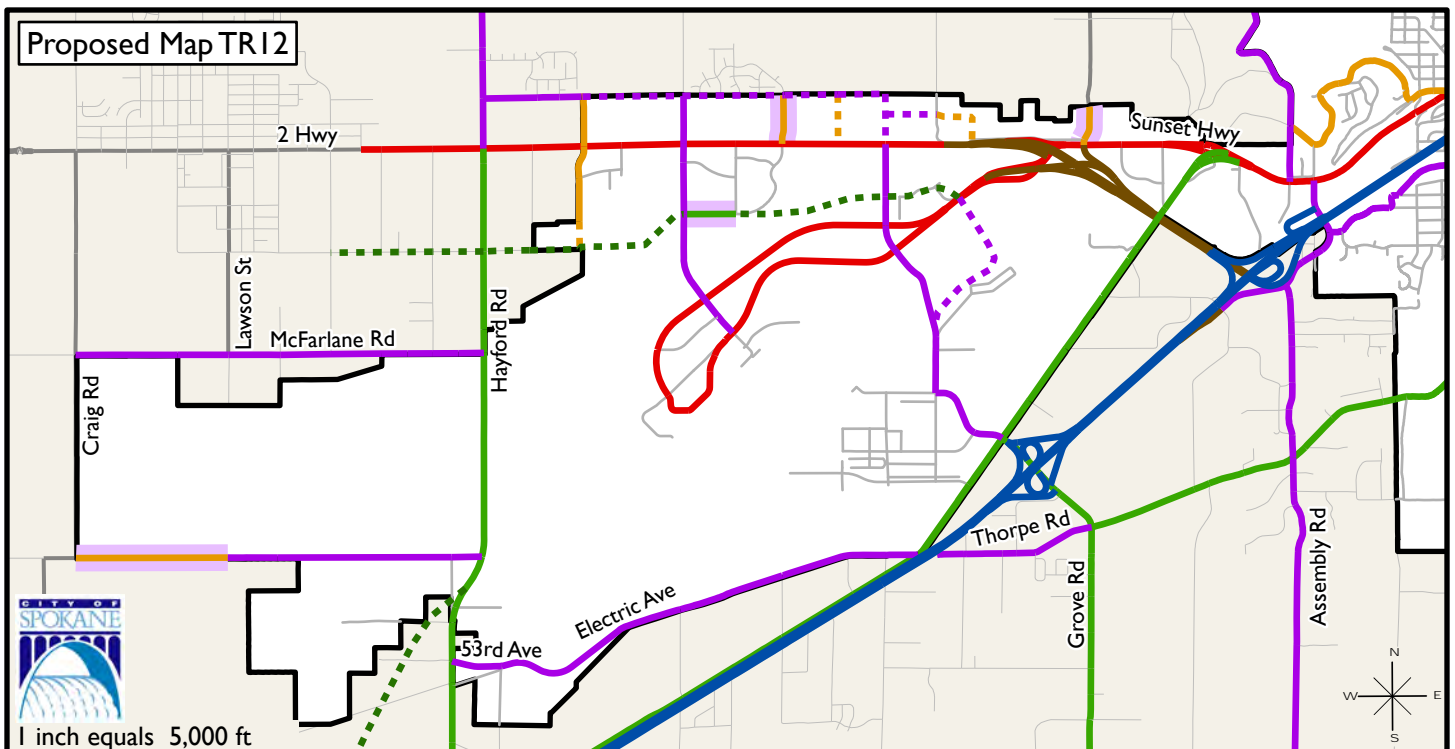 Proposed Map TR12
2 Hwy
Sunset Hwy
Lawson St
Hayford Rd
McFarlane Rd
Craig Rd
Thorpe Rd
Electric Ave
Grove Rd
Assembly Rd
53rd Ave
CITY OF
SPOKANE
N
W
E
S
1 inch equals 5,000 ft